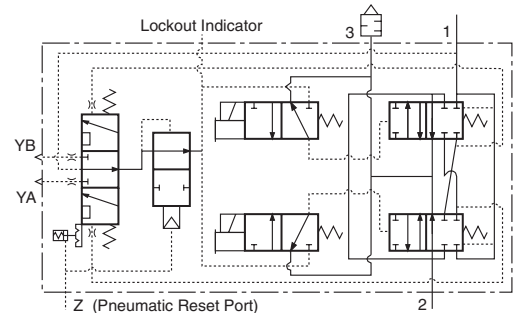 Lockout Indicator
3
1
YB
YA
Z (Pneumatic Reset Port)
2